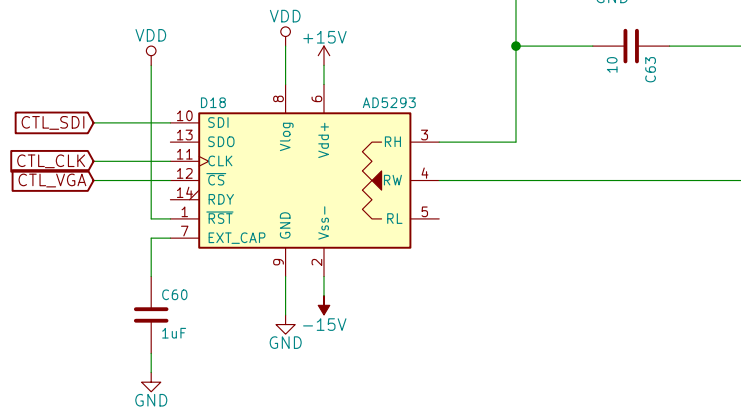 GND
VDD
VDD
+15V
10
C63
D18
AD5293
8
6
CTL_SDI
10
SDI
Vlog
Vdd+
13
SDO
RH
3
CTL_CLK
11
CLK
CTL_VGA
12
CS
RW
4
14
RDY
1
RST
GND
Vss-
RL
5
7
EXT_CAP
9
2
C60
1uF
-15V
GND
GND